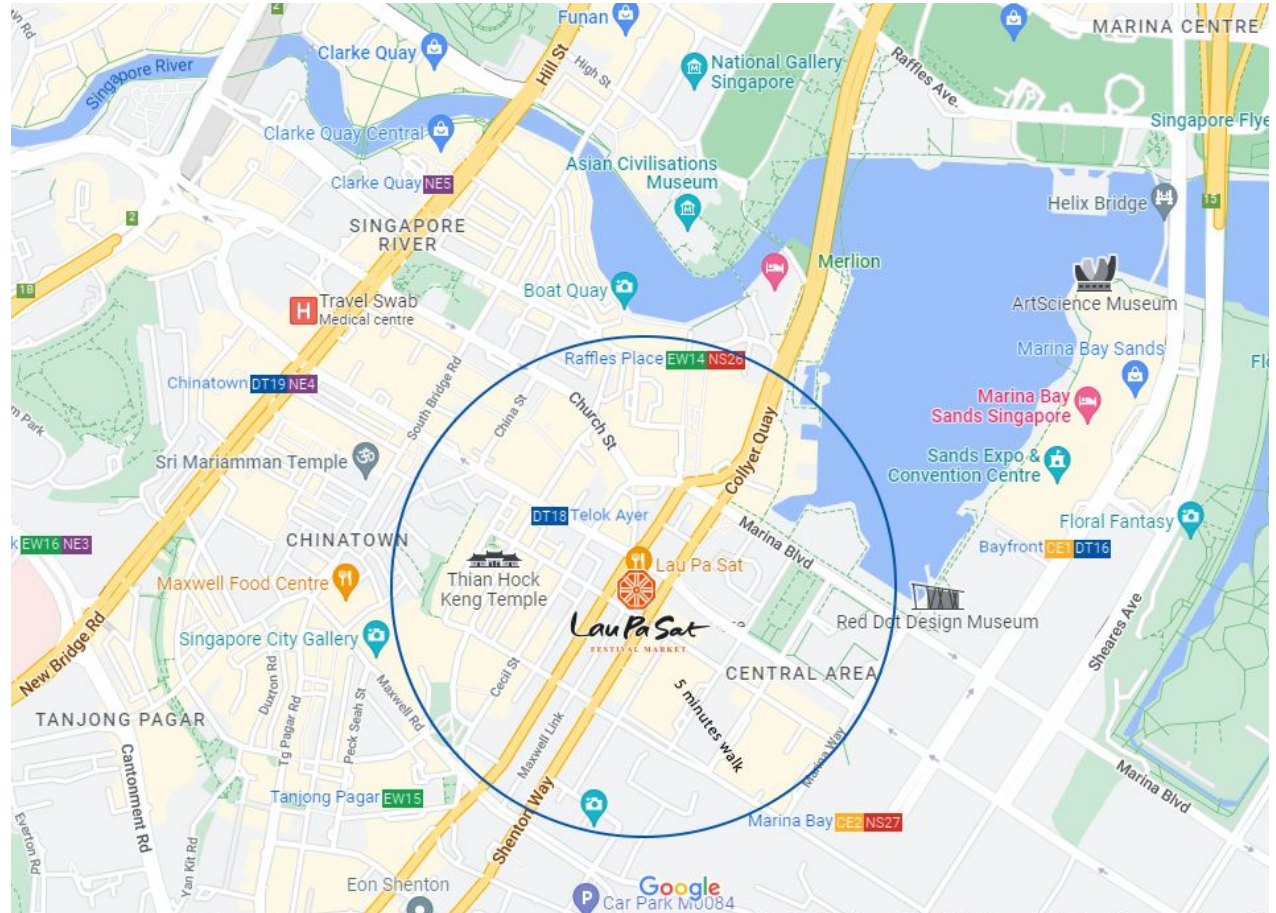 2
Funan
MARINA CENTRE
Clarke Quay
High St
Hill St
National Gallery
Singapore
Raffles Ave.
Singapore River
Singapore Flye
Clarke Quay Central
Asian Civilisations
Museum
Clarke Quay NE5
Helix Bridge
15
2
SINGAPORE
RIVER
Merlion
1B
Boat Quay
ArtScience Museum
H Travel Swab
Medical centre
Raffles Place EW14 NS26
Marina Bay Sands
Flo
Chinatown DT19 NE4
South Bridge Rd
China St
Church St
Marina Bay
Sands Singapore
m Park
Collyer Quay
Sri Mariamman Temple
Sands Expo &
Convention Centre
DT18 Telok Ayer
Marina Blvd
Floral Fantasy
k EW16 NE3
CHINATOWN
Bayfront CE1 DT16
Lau Pa Sat
Maxwell Food Centre
Thian Hock
Keng Temple
Lau Pa Sat
FESTIVAL MARKET
Red Dot Design Museum
Singapore City Gallery
Sheares Ave
New Bridge Rd
CENTRAL AREA
Cecil St
5 minutes walk
Maxwell Rd
Duxton Rd
TANJONG PAGAR
Tg Pagar Rd
Peck Seah St
Maxwell Link
Marina Way
Cantonment Rd
Marina Blvd
Tanjong Pagar EW15
Shenton Way
Marina Bay CE2 NS27
Everton Rd
Yan Kit Rd
Eon Shenton
Google
P Car Park M0084